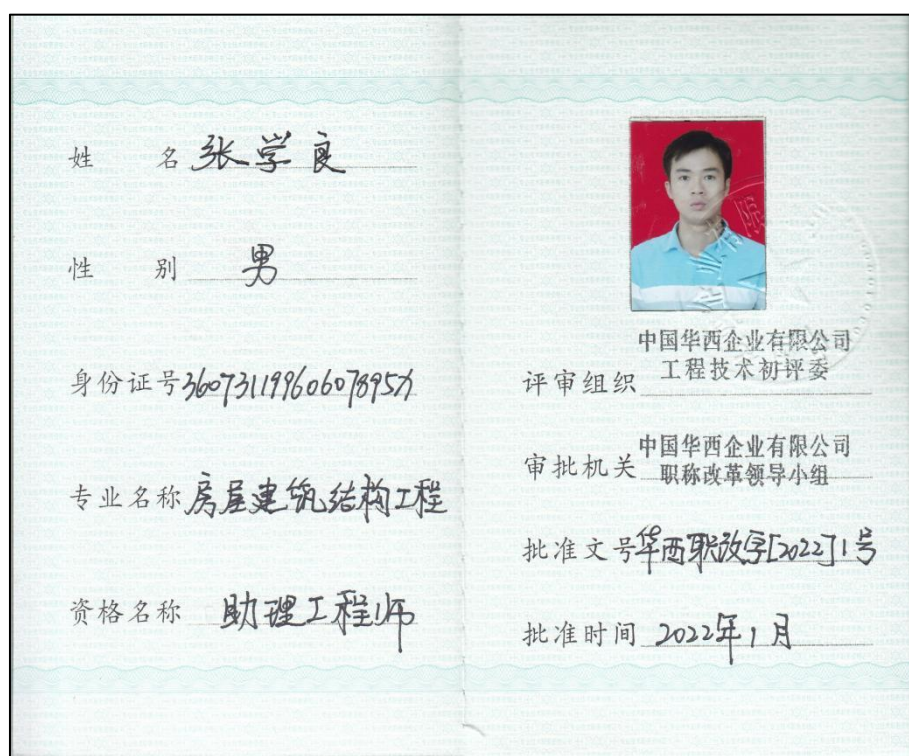 姓 名 张学良
性 别 男
身份证号
专业名称 房屋建筑结构工程
资格名称 助理工程师
中国华西企业有限公司
评审组织 工程技术初评委
审批机关 中国华西企业有限公司
职称改革领导小组
批准文号 华西职改字[2022]1号
批准时间 2022年1月